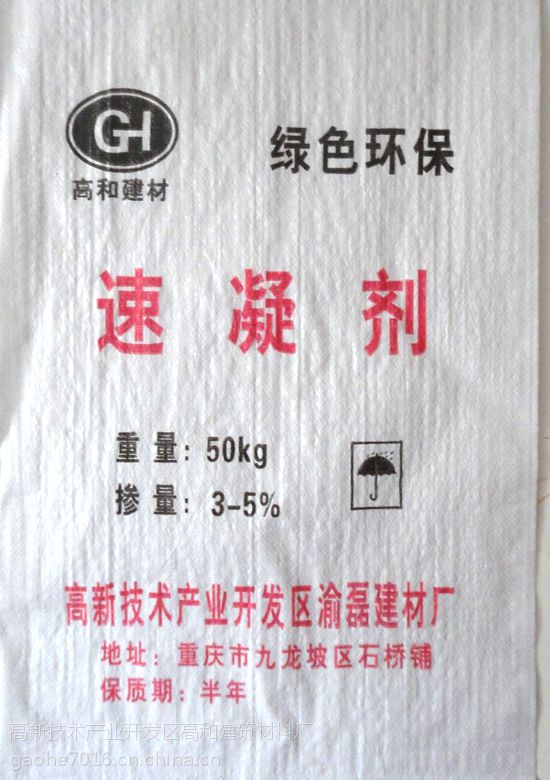 GH
高和建材
绿色环保
速凝剂
重量: 50kg
掺量: 3-5%
高新技术产业开发区渝磊建材厂
地址: 重庆市九龙坡区石桥铺
保质期: 半年
高新技术产业开发区高和建筑材料厂
gaohe7016.cn.china.cn